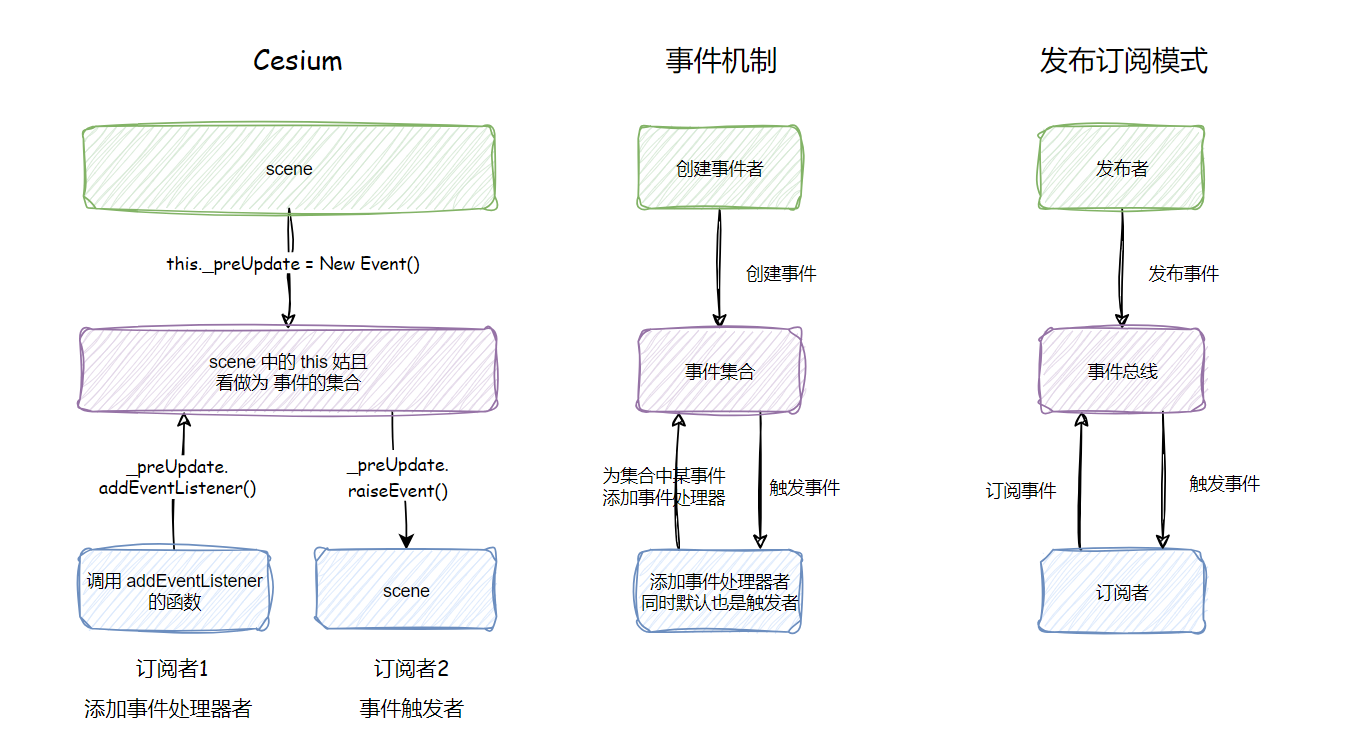 Cesium
事件机制
发布订阅模式
scene
创建事件者
发布者
this._preUpdate = New Event()
创建事件
发布事件
scene 中的 this 姑且
看做为 事件的集合
事件集合
事件总线
_preUpdate.
addEventListener()
_preUpdate.
raiseEvent()
为集合中某事件
添加事件处理器
触发事件
订阅事件
触发事件
调用 addEventListener
的函数
scene
添加事件处理器者
同时默认也是触发者
订阅者
订阅者1
订阅者2
添加事件处理器者
事件触发者